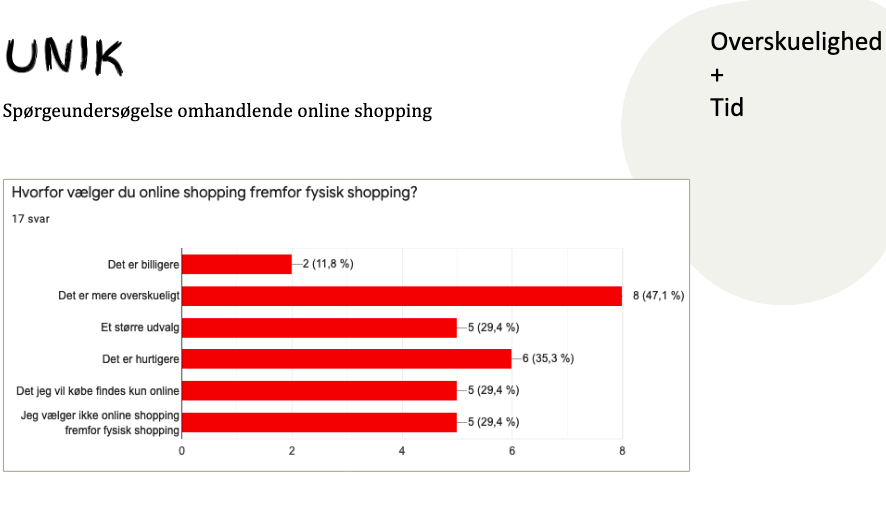 UNIK
Overskuelighed
+
Tid
Spørgeundersøgelse omhandlende online shopping
Hvorfor vælger du online shopping fremfor fysisk shopping?
17 svar
Det er billigere 2 (11,8 %)
Det er mere overskueligt 8 (47,1 %)
Et større udvalg 5 (29,4 %)
Det er hurtigere 6 (35,3 %)
Det jeg vil købe findes kun online 5 (29,4 %)
Jeg vælger ikke online shopping
fremfor fysisk shopping 5 (29,4 %)
0 2 4 6 8